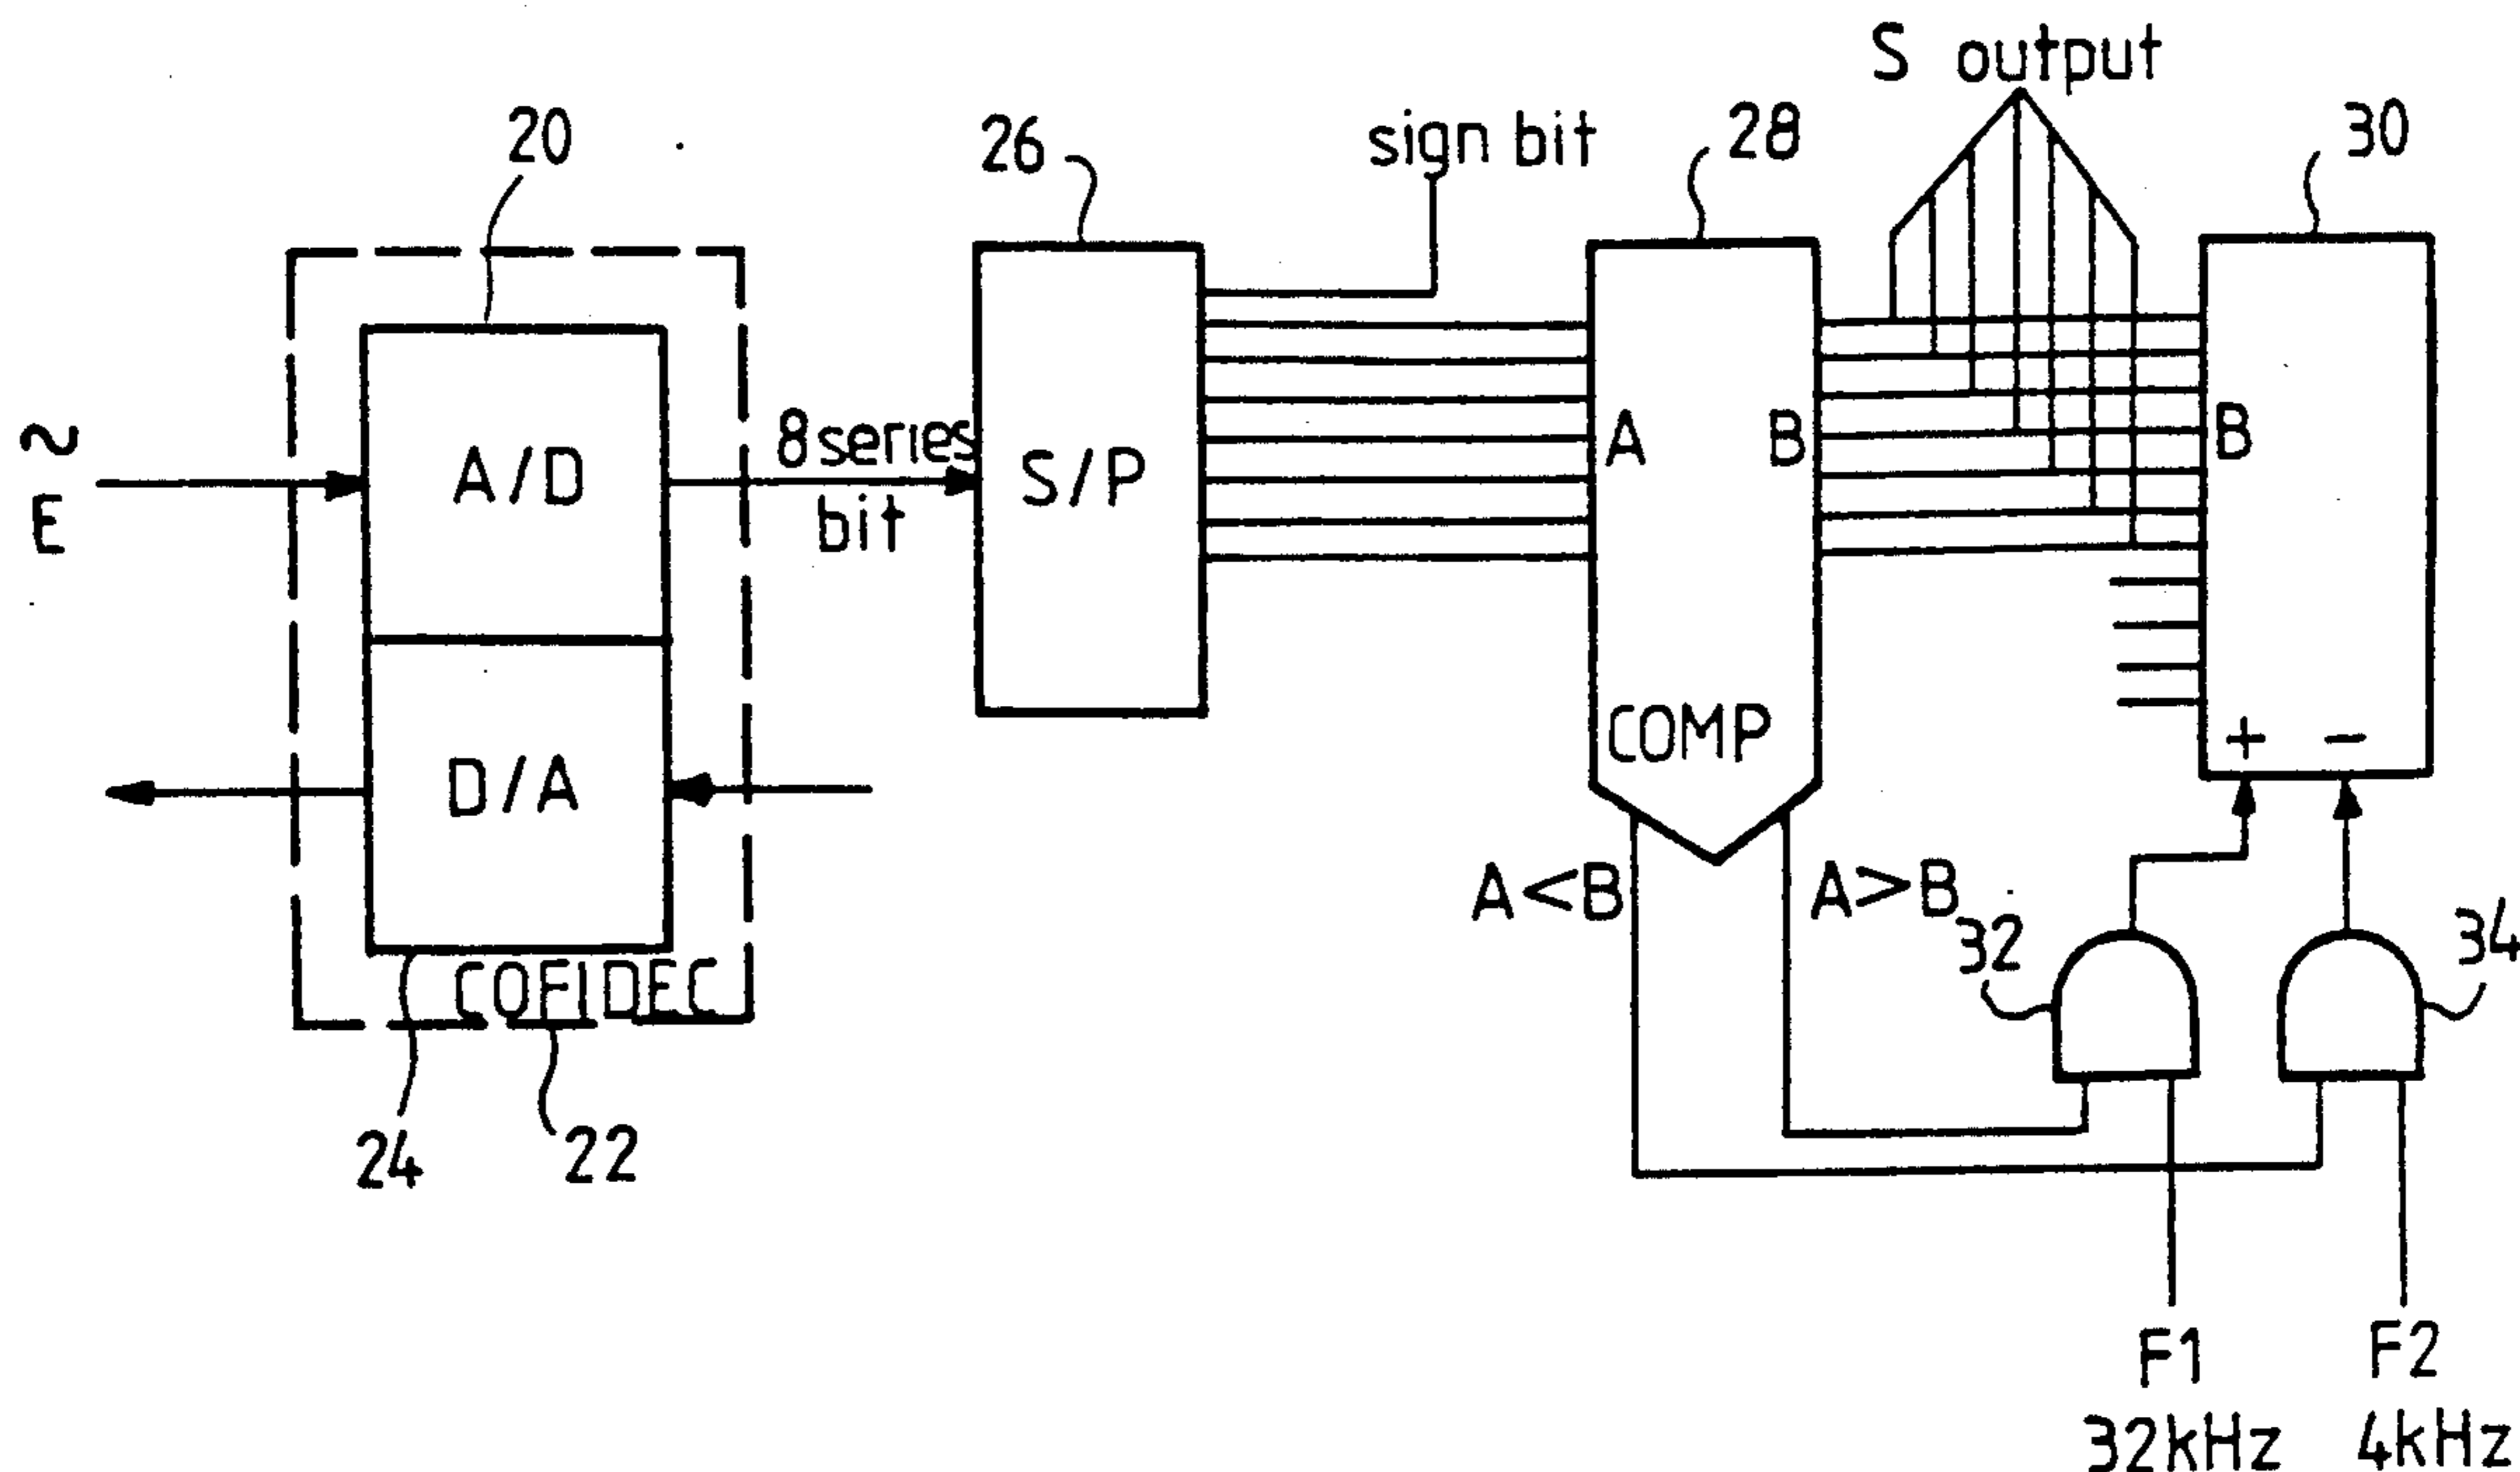 S output
20
26
sign bit
28
30
~
E
A/D
8 series
bit
S/P
A
B
B
COMP
+
-
D/A
A<B
A>B
32
34
COFIDEC
24
22
F1
32kHz
F2
4kHz